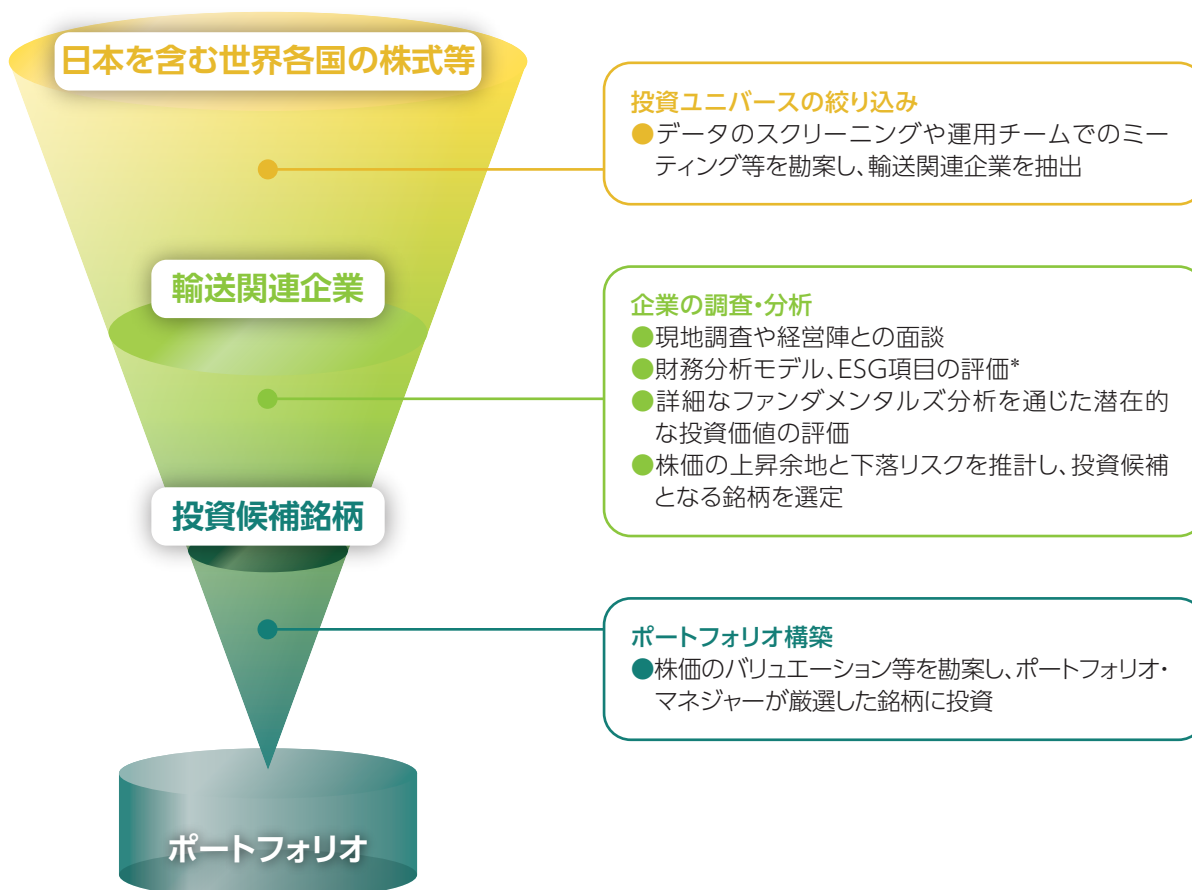 日本を含む世界各国の株式等
投資ユニバースの絞り込み
●データのスクリーニングや運用チームでのミー
ティング等を勘案し、輸送関連企業を抽出
輸送関連企業
企業の調査・分析
●現地調査や経営陣との面談
●財務分析モデル、ESG項目の評価*
●詳細なファンダメンタルズ分析を通じた潜在的
な投資価値の評価
●株価の上昇余地と下落リスクを推計し、投資候補
となる銘柄を選定
投資候補銘柄
ポートフォリオ構築
●株価のバリュエーション等を勘案し、ポートフォリオ・
マネジャーが厳選した銘柄に投資
ポートフォリオ